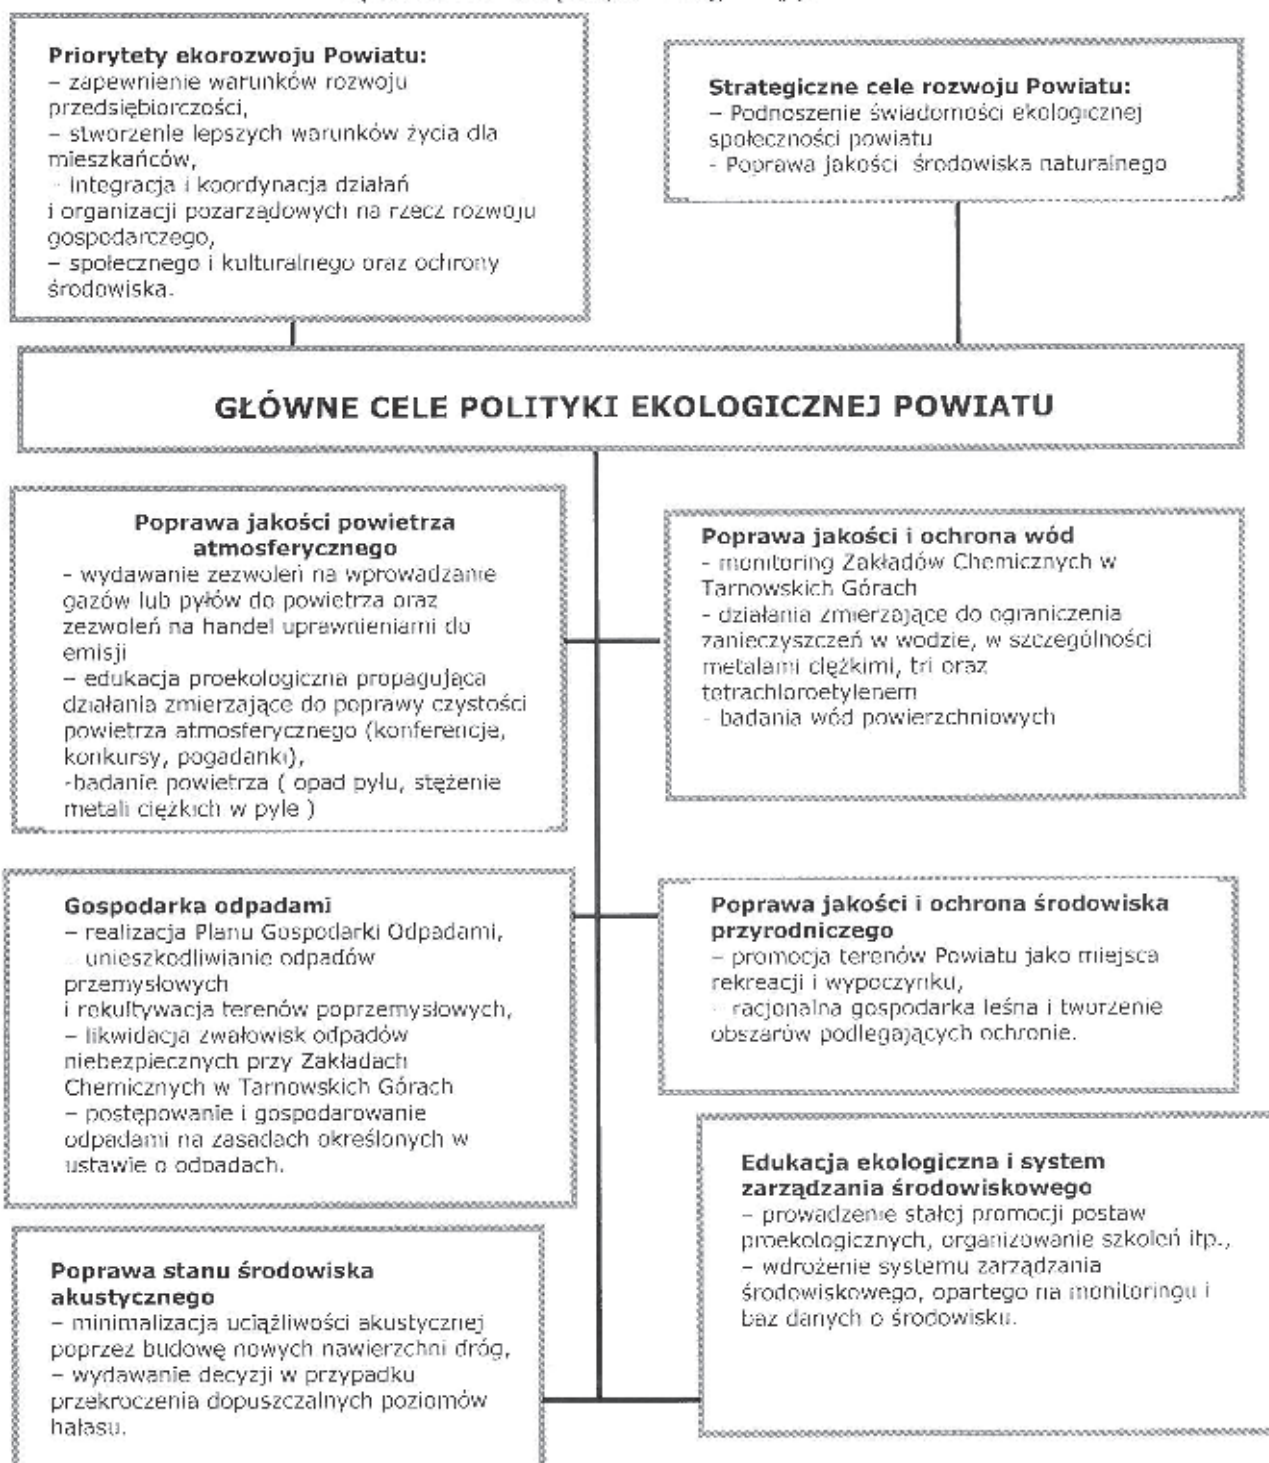 Priorytety ekorozwoju Powiatu:
– zapewnienie warunków rozwoju
przedsiębiorczości,
– stworzenie lepszych warunków życia dla
mieszkańców,
– integracja i koordynacja działań
i organizacji pozarządowych na rzecz rozwoju
gospodarczego,
– społecznego i kulturalnego oraz ochrony
środowiska.
Strategiczne cele rozwoju Powiatu:
– Podnoszenie świadomości ekologicznej
społeczności powiatu
- Poprawa jakości środowiska naturalnego
GŁÓWNE CELE POLITYKI EKOLOGICZNEJ POWIATU
Poprawa jakości powietrza
atmosferycznego
- wydawanie zezwoleń na wprowadzanie
gazów lub pyłów do powietrza oraz
zezwoleń na handel uprawnieniami do
emisji
– edukacja proekologiczna propagująca
działania zmierzające do poprawy czystości
powietrza atmosferycznego (konferencje,
konkursy, pogadanki),
-badanie powietrza ( opad pyłu, stężenie
metali ciężkich w pyle )
Poprawa jakości i ochrona wód
- monitoring Zakładów Chemicznych w
Tarnowskich Górach
- działania zmierzające do ograniczenia
zanieczyszczeń w wodzie, w szczególności
metalami ciężkimi, tri oraz
tetrachloroetylenem
- badania wód powierzchniowych
Gospodarka odpadami
– realizacja Planu Gospodarki Odpadami,
– unieszkodliwianie odpadów
przemysłowych
i rekultywacja terenów poprzemysłowych,
– likwidacja zwałowisk odpadów
niebezpiecznych przy Zakładach
Chemicznych w Tarnowskich Górach
– postępowanie i gospodarowanie
odpadami na zasadach określonych w
ustawie o odpadach.
Poprawa jakości i ochrona środowiska
przyrodniczego
– promocja terenów Powiatu jako miejsca
rekreacji i wypoczynku,
– racjonalna gospodarka leśna i tworzenie
obszarów podlegających ochronie.
Edukacja ekologiczna i system
zarządzania środowiskowego
– prowadzenie stałej promocji postaw
proekologicznych, organizowanie szkoleń itp.,
– wdrożenie systemu zarządzania
środowiskowego, opartego na monitoringu i
baz danych o środowisku.
Poprawa stanu środowiska
akustycznego
– minimalizacja uciążliwości akustycznej
poprzez budowę nowych nawierzchni dróg,
– wydawanie decyzji w przypadku
przekroczenia dopuszczalnych poziomów
hałasu.